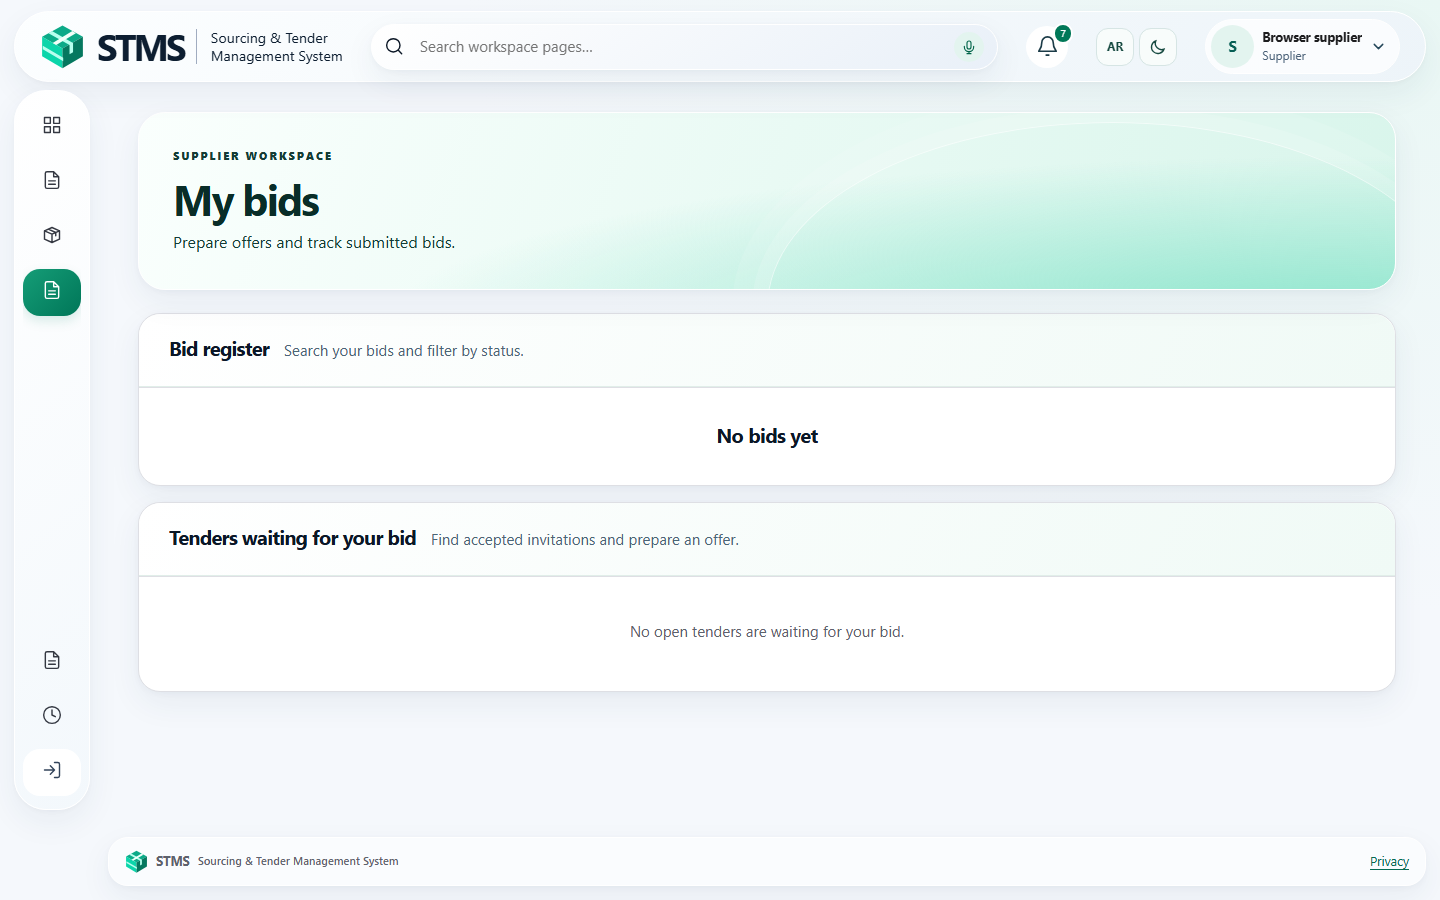 STMS
Sourcing & Tender
Management System
Search workspace pages...
7
AR
S
Browser supplier
Supplier
SUPPLIER WORKSPACE
My bids
Prepare offers and track submitted bids.
Bid register Search your bids and filter by status.
No bids yet
Tenders waiting for your bid Find accepted invitations and prepare an offer.
No open tenders are waiting for your bid.
STMS Sourcing & Tender Management System
Privacy